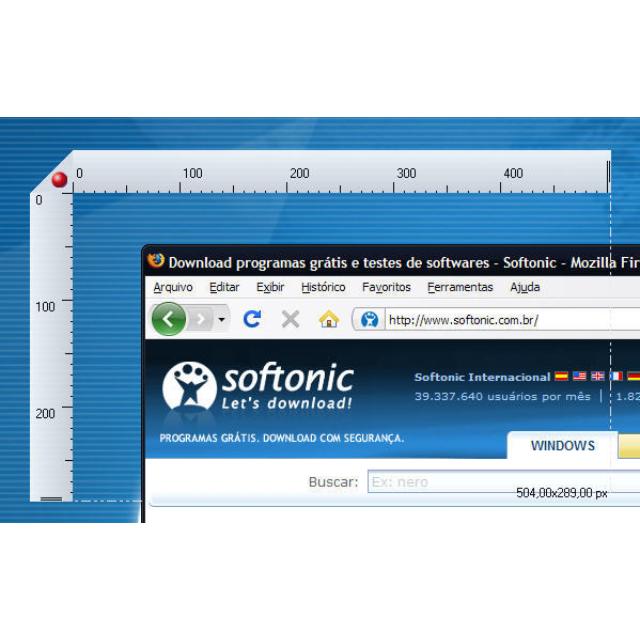 0 100 200 300 400
0
100
200
Download programas grátis e testes de softwares - Softonic - Mozilla Fir
Arquivo Editar Exibir Histórico Favoritos Ferramentas Ajuda
http://www.softonic.com.br/
softonic
Let's download!
Softonic Internacional
39.337.640 usuários por mês | 1.82
PROGRAMAS GRÁTIS. DOWNLOAD COM SEGURANÇA.
WINDOWS
Buscar: Ex: nero
504,00x289,00 px